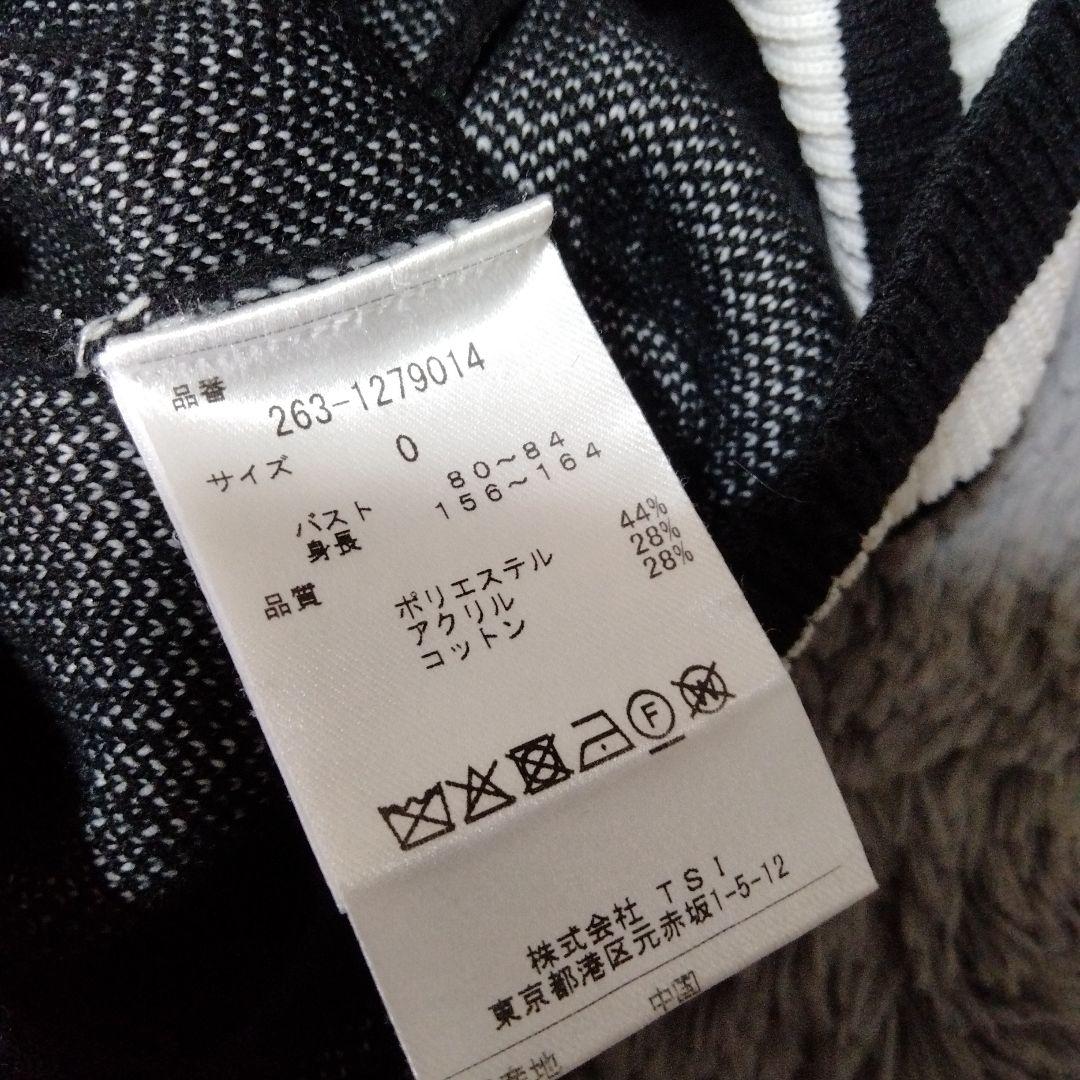 品番 263-1279014
サイズ 0
バスト 80〜84
身長 156〜164
品質 ポリエステル 44%
アクリル 28%
コットン 28%
F W
株式会社 TSI
東京都港区元赤坂1-5-12
産地 中国